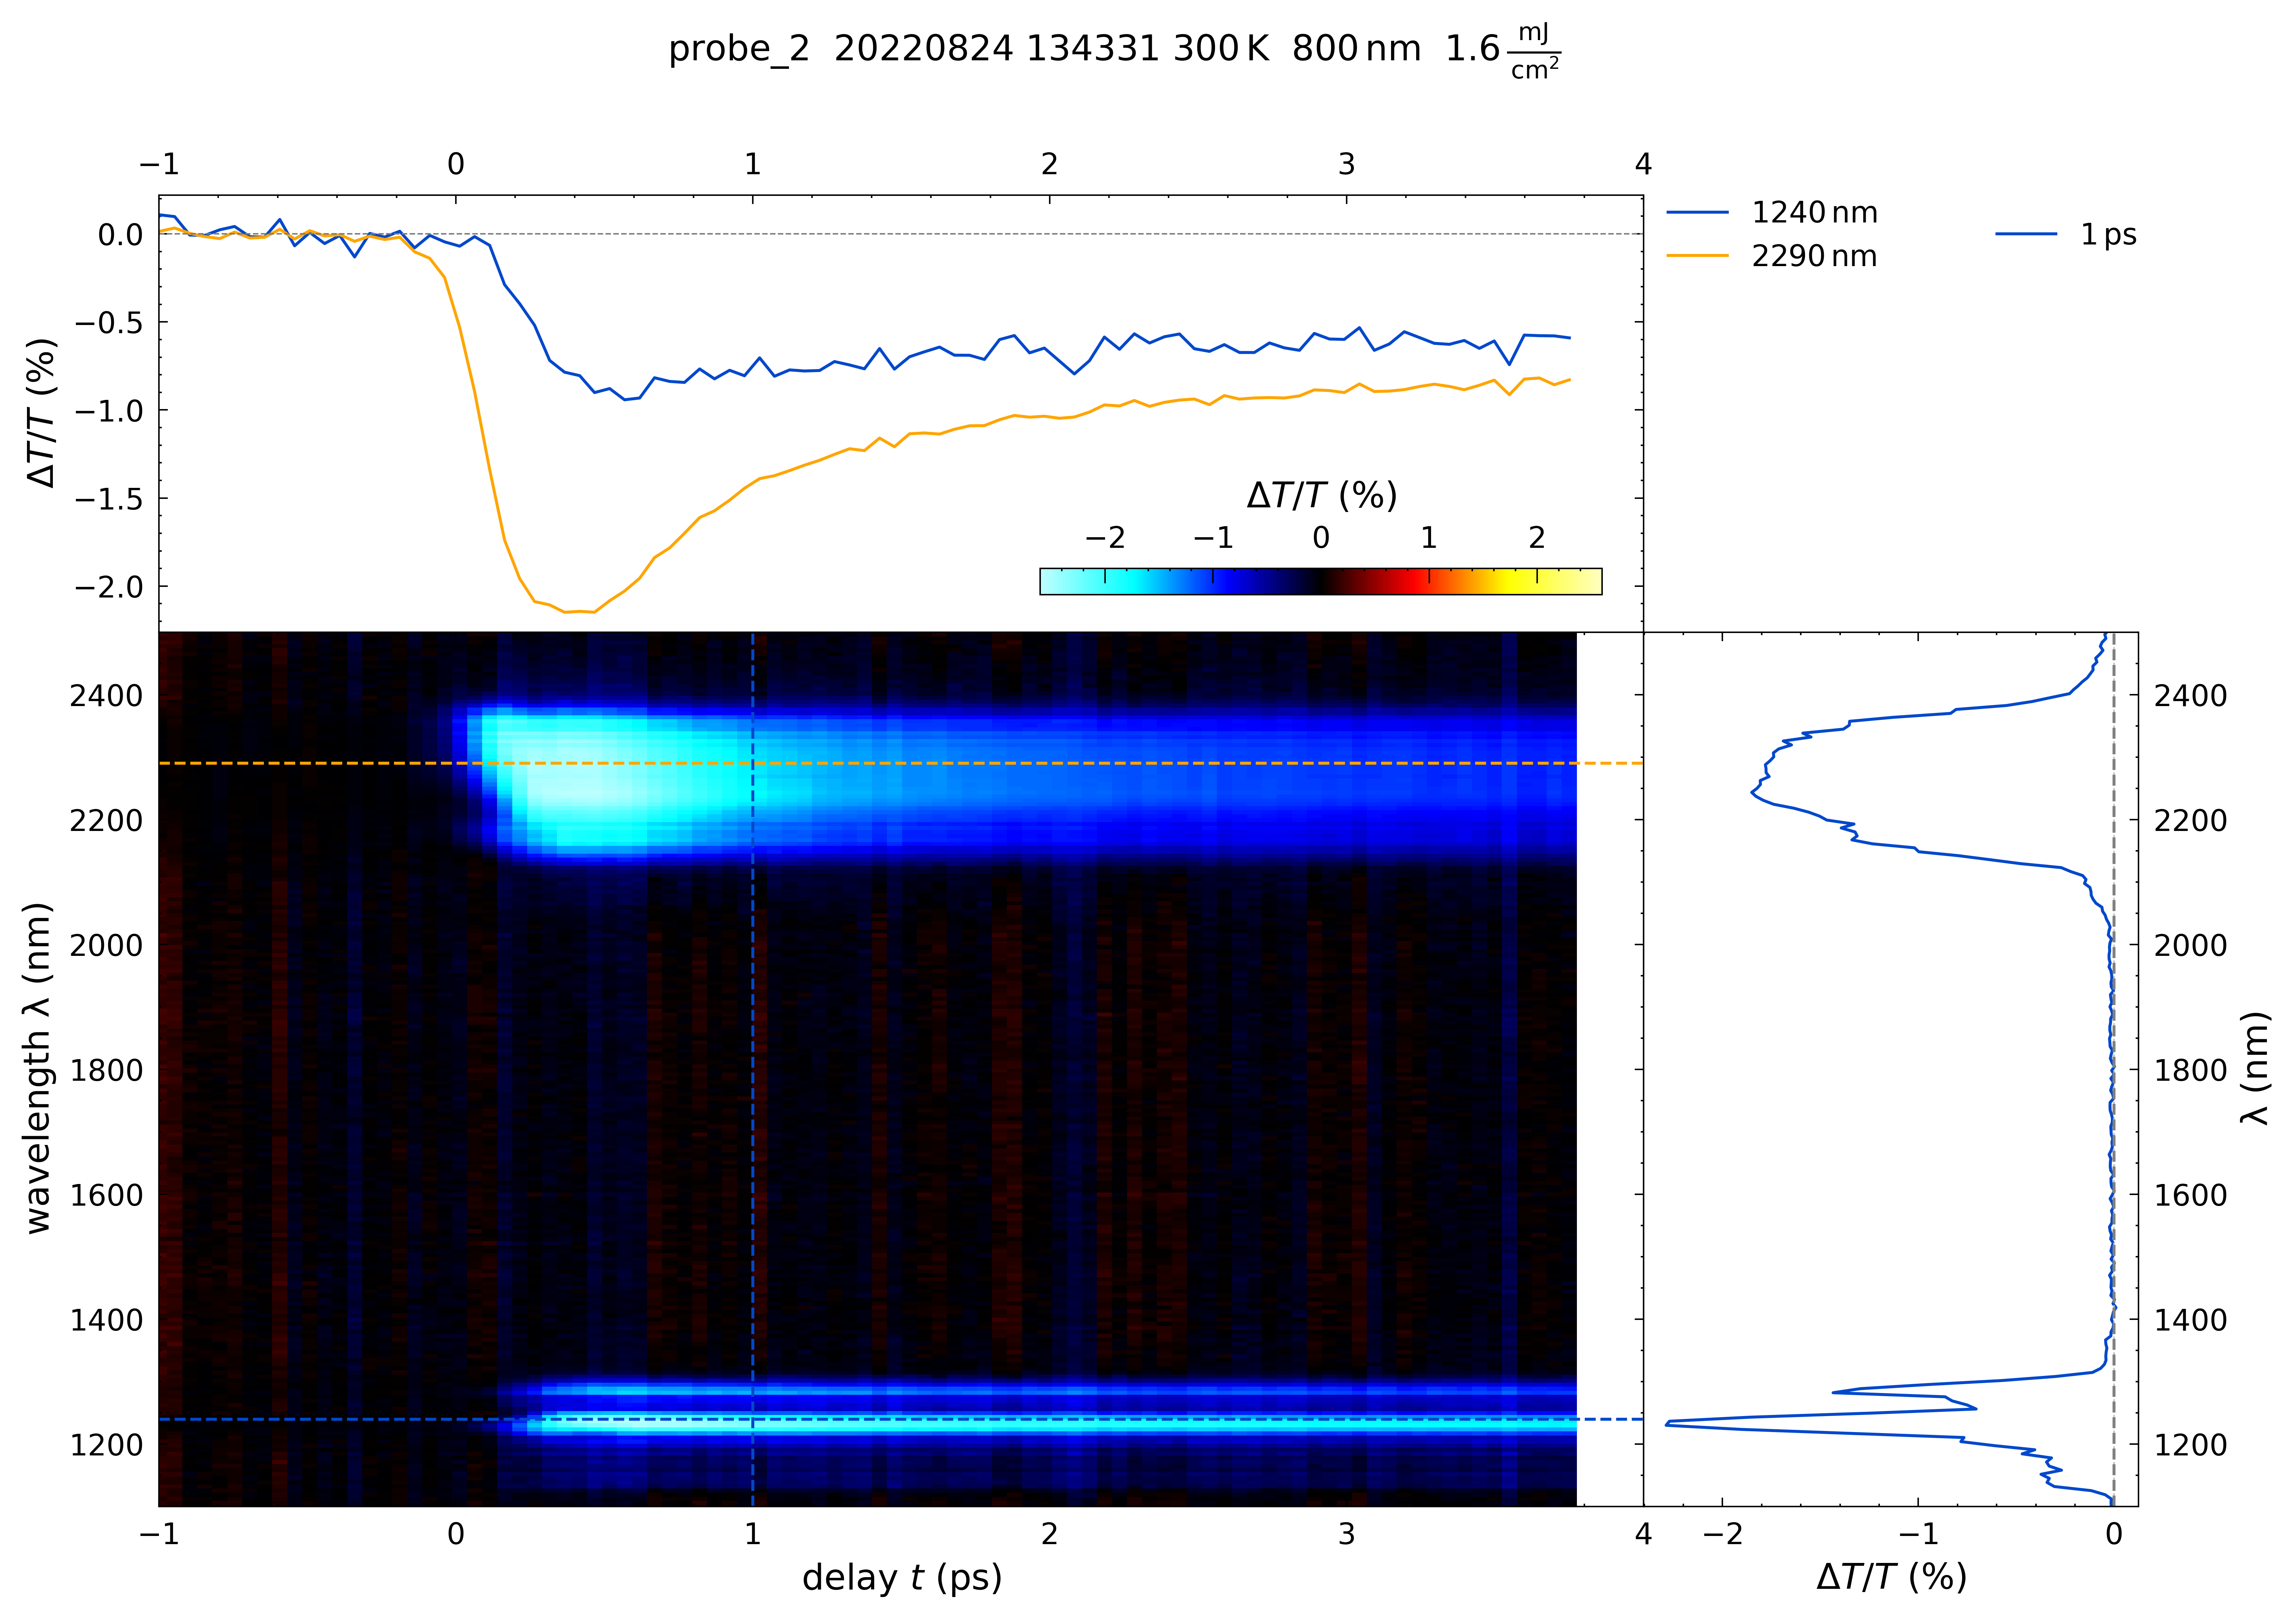 probe_2 20220824 134331 300 K 800 nm 1.6 mJ/cm²
−1 0 1 2 3 4
1240 nm
2290 nm
1 ps
ΔT/T (%)
0.0
−0.5
−1.0
−1.5
−2.0
ΔT/T (%)
−2 −1 0 1 2
wavelength λ (nm)
2400
2200
2000
1800
1600
1400
1200
2400
2200
2000
1800
1600
1400
1200
λ (nm)
−1 0 1 2 3 4
delay t (ps)
−2 −1 0
ΔT/T (%)